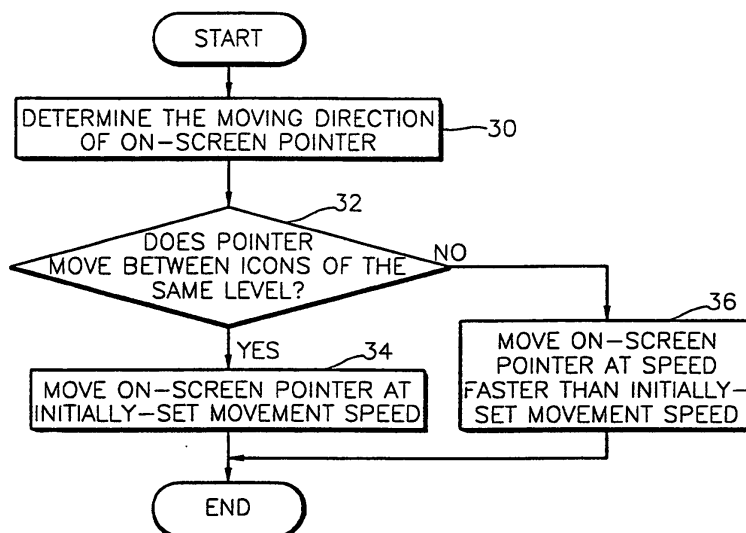 START
DETERMINE THE MOVING DIRECTION
OF ON-SCREEN POINTER
30
32
DOES POINTER
MOVE BETWEEN ICONS OF THE
SAME LEVEL?
NO
YES
34
MOVE ON-SCREEN POINTER AT
INITIALLY-SET MOVEMENT SPEED
36
MOVE ON-SCREEN
POINTER AT SPEED
FASTER THAN INITIALLY-
SET MOVEMENT SPEED
END